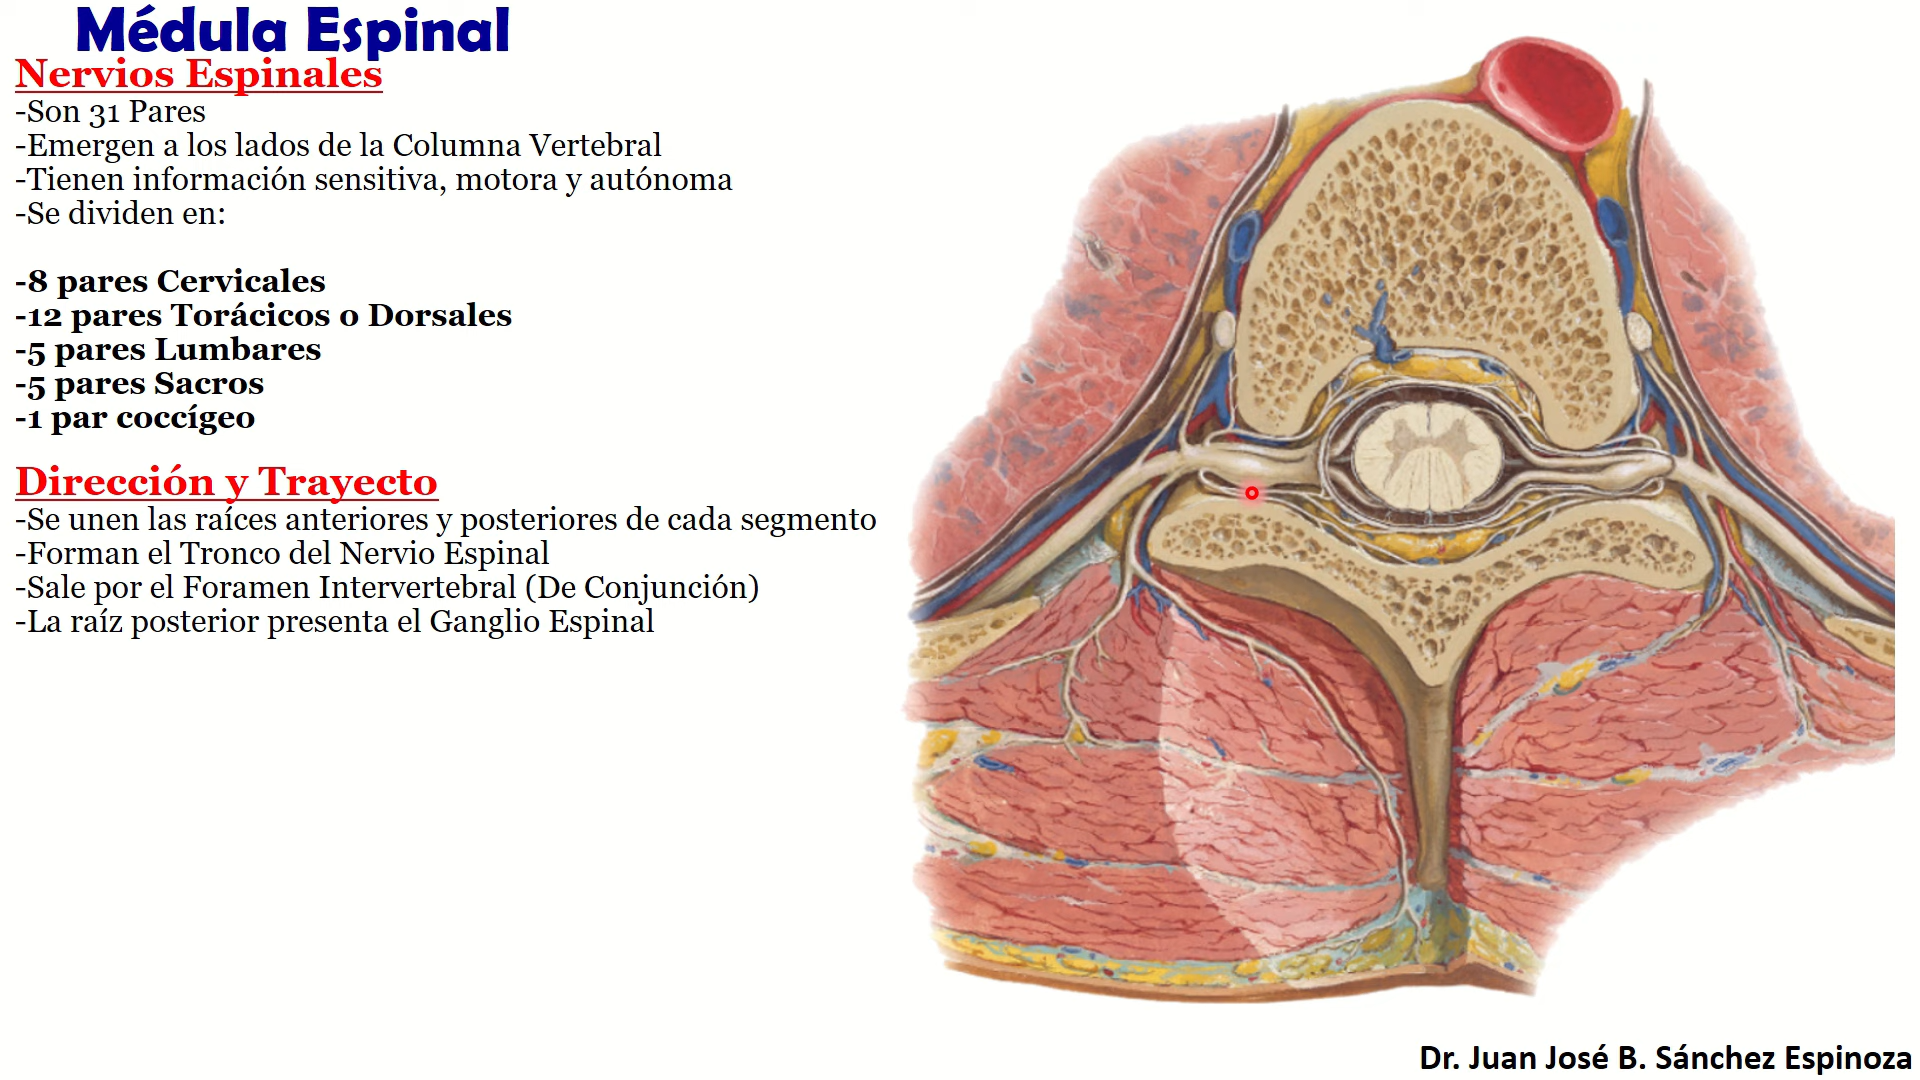 Médula Espinal
Nervios Espinales
-Son 31 Pares
-Emergen a los lados de la Columna Vertebral
-Tienen información sensitiva, motora y autónoma
-Se dividen en:
-8 pares Cervicales
-12 pares Torácicos o Dorsales
-5 pares Lumbares
-5 pares Sacros
-1 par coccígeo
Dirección y Trayecto
-Se unen las raíces anteriores y posteriores de cada segmento
-Forman el Tronco del Nervio Espinal
-Sale por el Foramen Intervertebral (De Conjunción)
-La raíz posterior presenta el Ganglio Espinal
Dr. Juan José B. Sánchez Espinoza